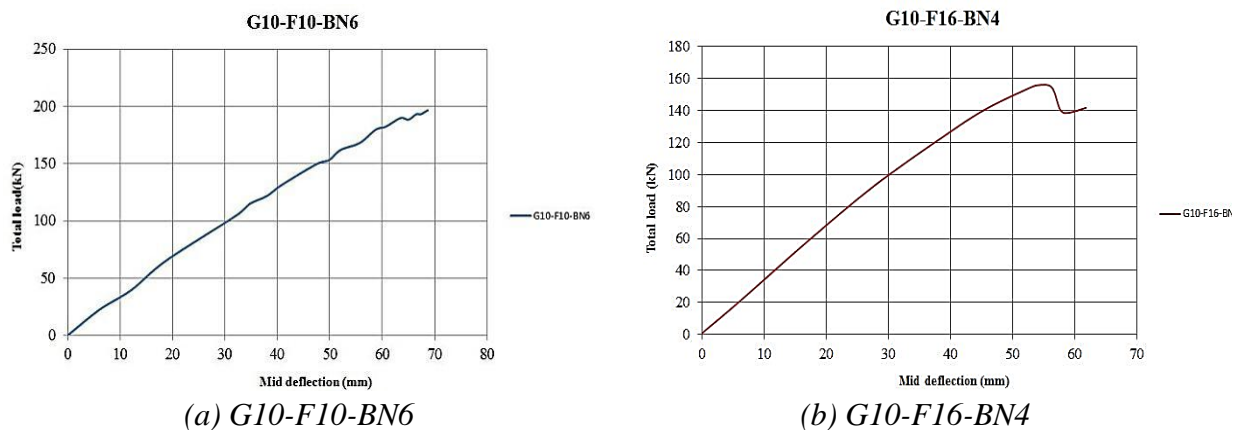 G10-F10-BN6
250
200
150
100
50
0
Total load(kN)
0 10 20 30 40 50 60 70 80
Mid deflection (mm)
G10-F10-BN6
(a) G10-F10-BN6
G10-F16-BN4
180
160
140
120
100
80
60
40
20
0
Total load (kN)
0 10 20 30 40 50 60 70
Mid deflection (mm)
G10-F16-BN
(b) G10-F16-BN4